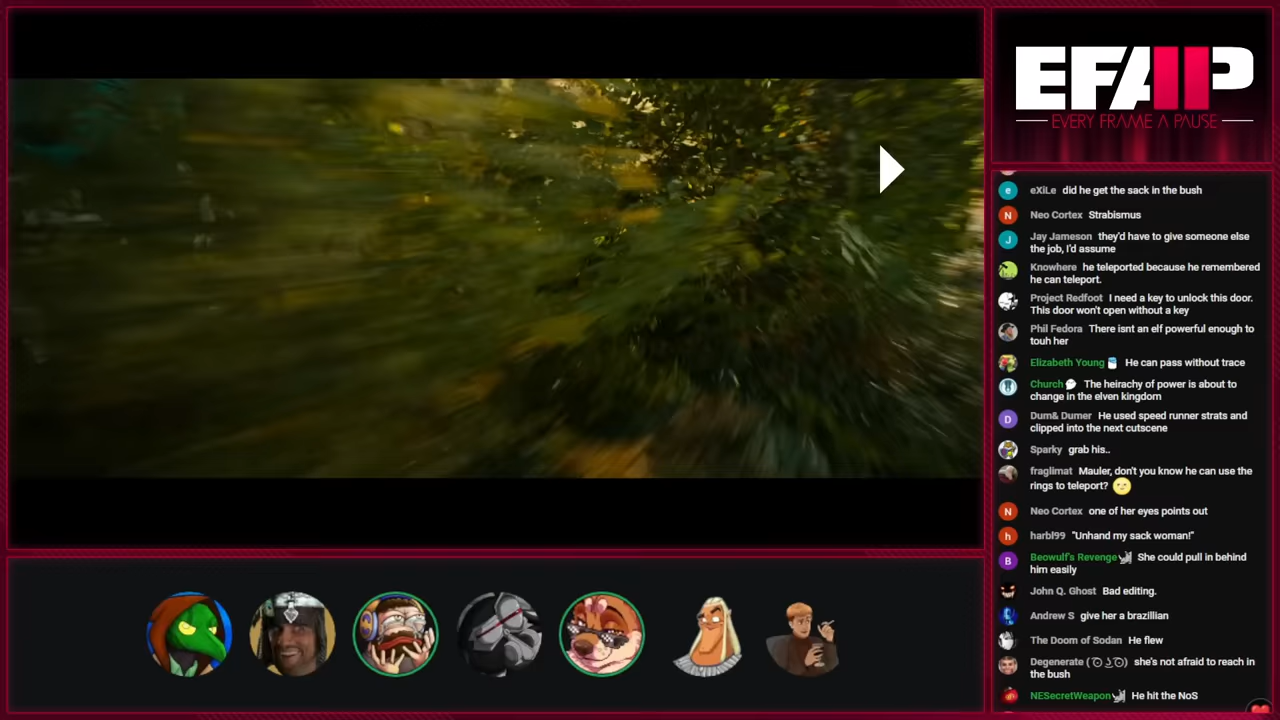 EFAP
EVERY FRAME A PAUSE
e eXiLe did he get the sack in the bush
N Neo Cortex Strabismus
J Jay Jameson they'd have to give someone else
the job, I'd assume
Knowhere he teleported because he remembered
he can teleport.
Project Redfoot I need a key to unlock this door.
This door won't open without a key
Phil Fedora There isnt an elf powerful enough to
touh her
Elizabeth Young He can pass without trace
Church The heirachy of power is about to
change in the elven kingdom
D Dum& Dumer He used speed runner strats and
clipped into the next cutscene
Sparky grab his..
fraglimat Mauler, don't you know he can use the
rings to teleport?
N Neo Cortex one of her eyes points out
h harbl99 "Unhand my sack woman!"
B Beowulf's Revenge She could pull in behind
him easily
John Q. Ghost Bad editing.
Andrew S give her a brazillian
The Doom of Sodan He flew
Degenerate ( ͡⊙ ͜ʖ ͡⊙) she's not afraid to reach in
the bush
NESecretWeapon He hit the NoS